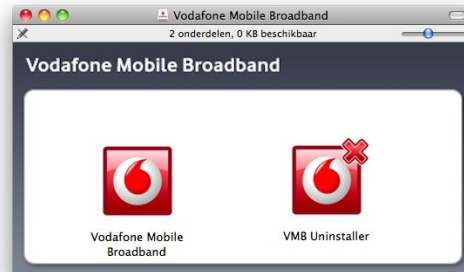 Vodafone Mobile Broadband
2 onderdelen, 0 KB beschikbaar
Vodafone Mobile Broadband
Vodafone Mobile
Broadband
VMB Uninstaller